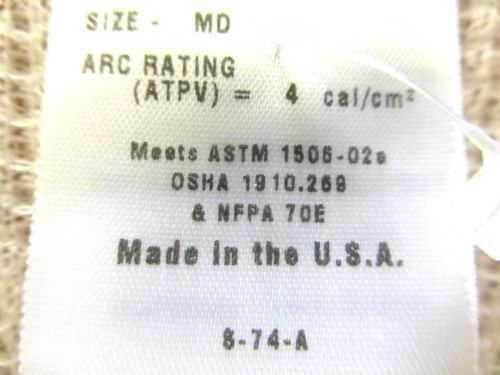 SIZE - MD
ARC RATING
(ATPV) = 4 cal/cm²
Meets ASTM 1506-02a
OSHA 1910.269
& NFPA 70E
Made in the U.S.A.
S-74-A